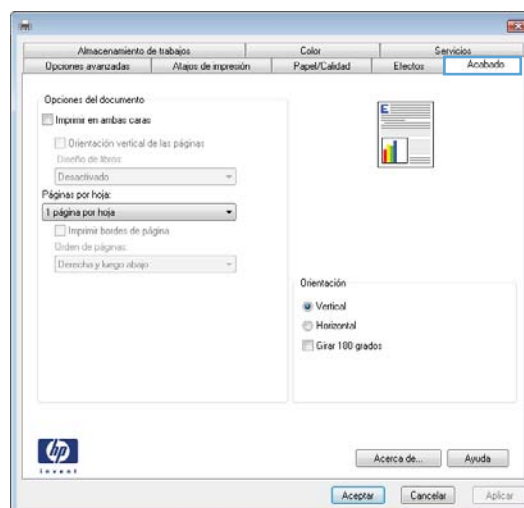 Almacenamiento de trabajos Color Servicios
Opciones avanzadas Atajos de impresión Papel/Calidad Efectos Acabado
Opciones del documento
Imprimir en ambas caras
Orientación vertical de las páginas
Diseño de libros:
Desactivado
Páginas por hoja:
1 página por hoja
Imprimir bordes de página
Orden de páginas:
Derecha y luego abajo
E
Orientación
Vertical
Horizontal
Girar 180 grados
hp
invent
Acerca de... Ayuda
Aceptar Cancelar Aplicar